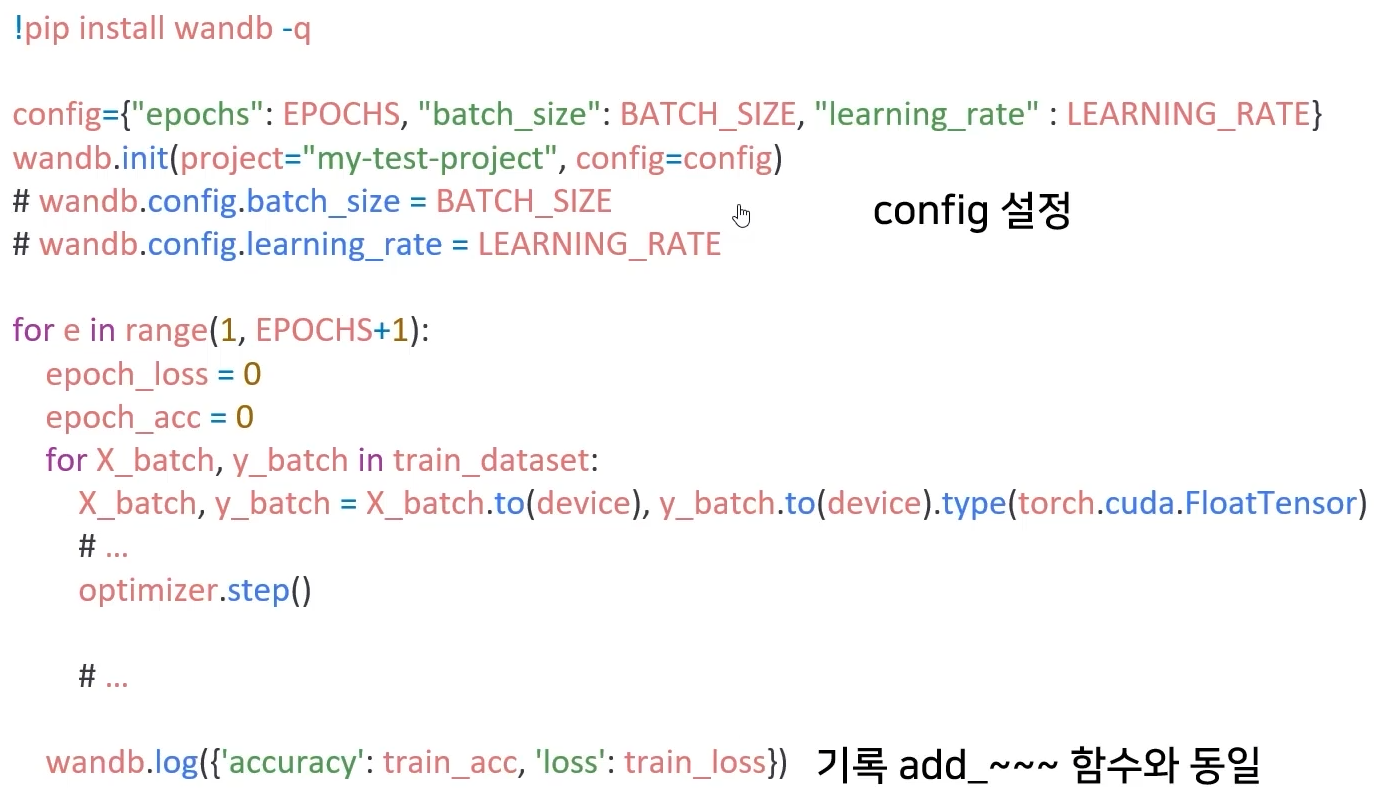 !pip install wandb -q
config={"epochs": EPOCHS, "batch_size": BATCH_SIZE, "learning_rate" : LEARNING_RATE}
wandb.init(project="my-test-project", config=config)
# wandb.config.batch_size = BATCH_SIZE
config 설정
# wandb.config.learning_rate = LEARNING_RATE
for e in range(1, EPOCHS+1):
epoch_loss = 0
epoch_acc = 0
for X_batch, y_batch in train_dataset:
X_batch, y_batch = X_batch.to(device), y_batch.to(device).type(torch.cuda.FloatTensor)
# ...
optimizer.step()
# ...
wandb.log({'accuracy': train_acc, 'loss': train_loss}) 기록 add_~~~ 함수와 동일